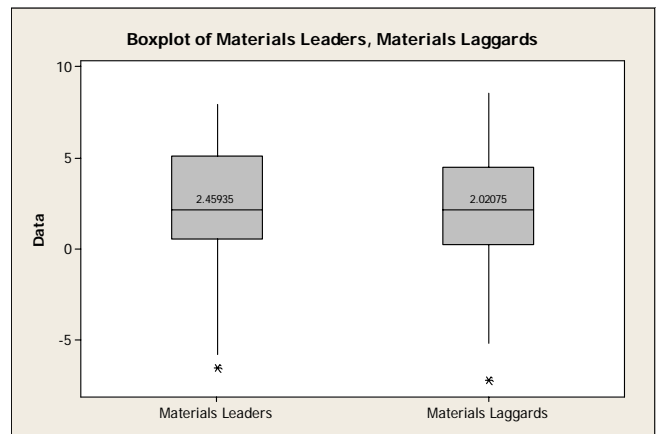 Boxplot of Materials Leaders, Materials Laggards
10
5
0
-5
Data
2.45935
2.02075
Materials Leaders
Materials Laggards